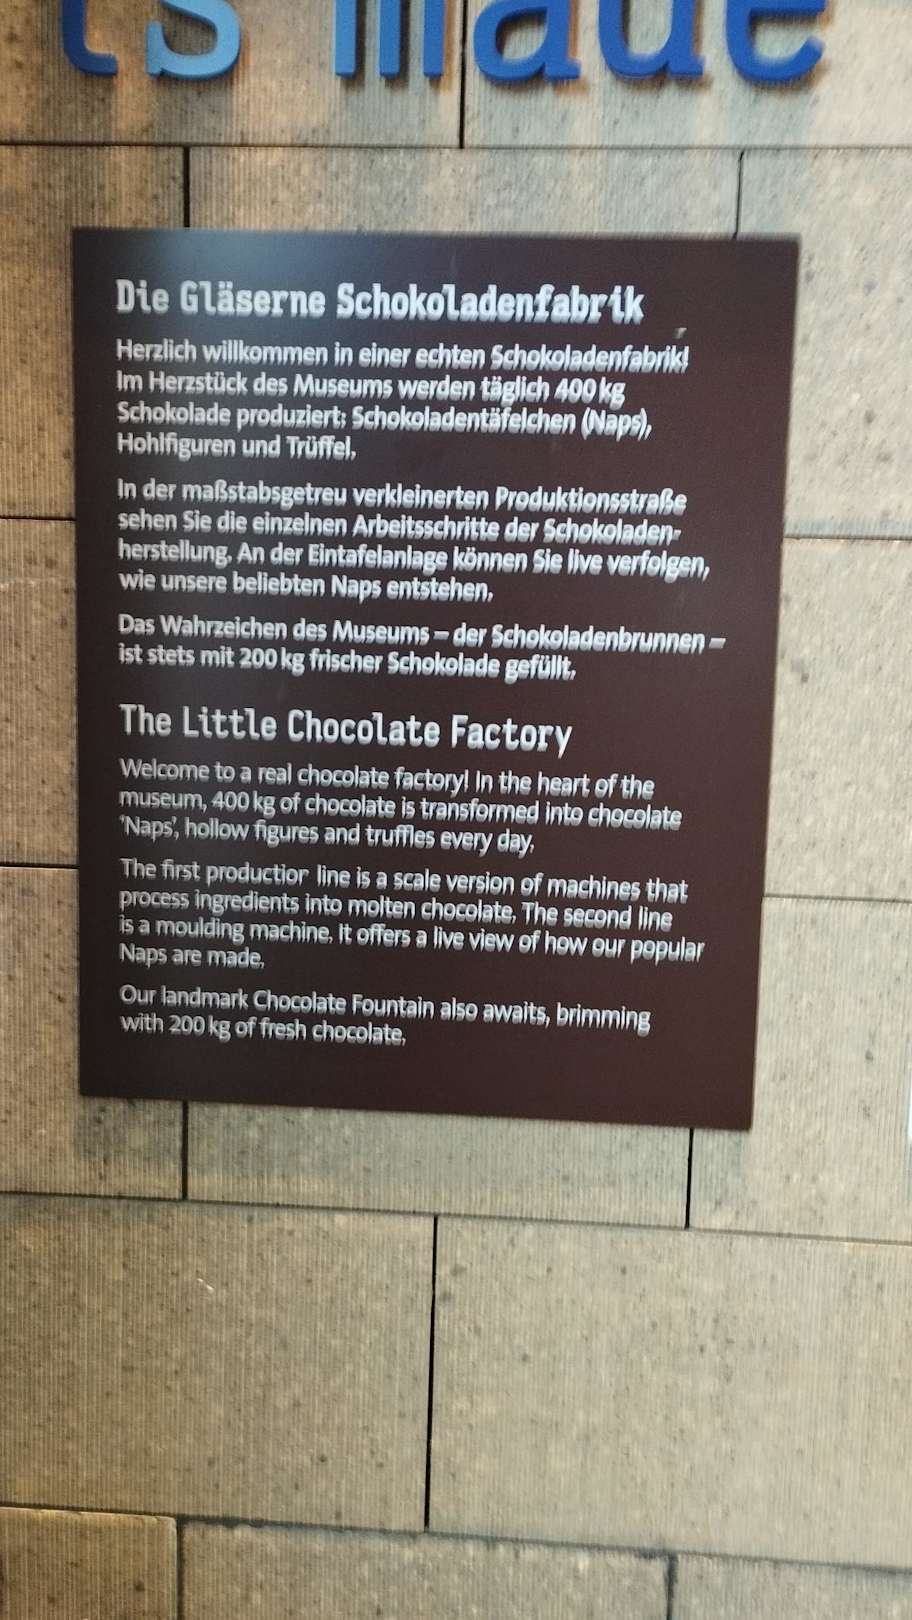 ts made
Die Gläserne Schokoladenfabrik
Herzlich willkommen in einer echten Schokoladenfabrik!
Im Herzstück des Museums werden täglich 400 kg
Schokolade produziert: Schokoladentäfelchen (Naps),
Hohlfiguren und Trüffel.
In der maßstabsgetreu verkleinerten Produktionsstraße
sehen Sie die einzelnen Arbeitsschritte der Schokoladen-
herstellung. An der Eintafelanlage können Sie live verfolgen,
wie unsere beliebten Naps entstehen.
Das Wahrzeichen des Museums – der Schokoladenbrunnen –
ist stets mit 200 kg frischer Schokolade gefüllt.
The Little Chocolate Factory
Welcome to a real chocolate factory! In the heart of the
museum, 400 kg of chocolate is transformed into chocolate
‘Naps’, hollow figures and truffles every day.
The first production line is a scale version of machines that
process ingredients into molten chocolate. The second line
is a moulding machine. It offers a live view of how our popular
Naps are made.
Our landmark Chocolate Fountain also awaits, brimming
with 200 kg of fresh chocolate.